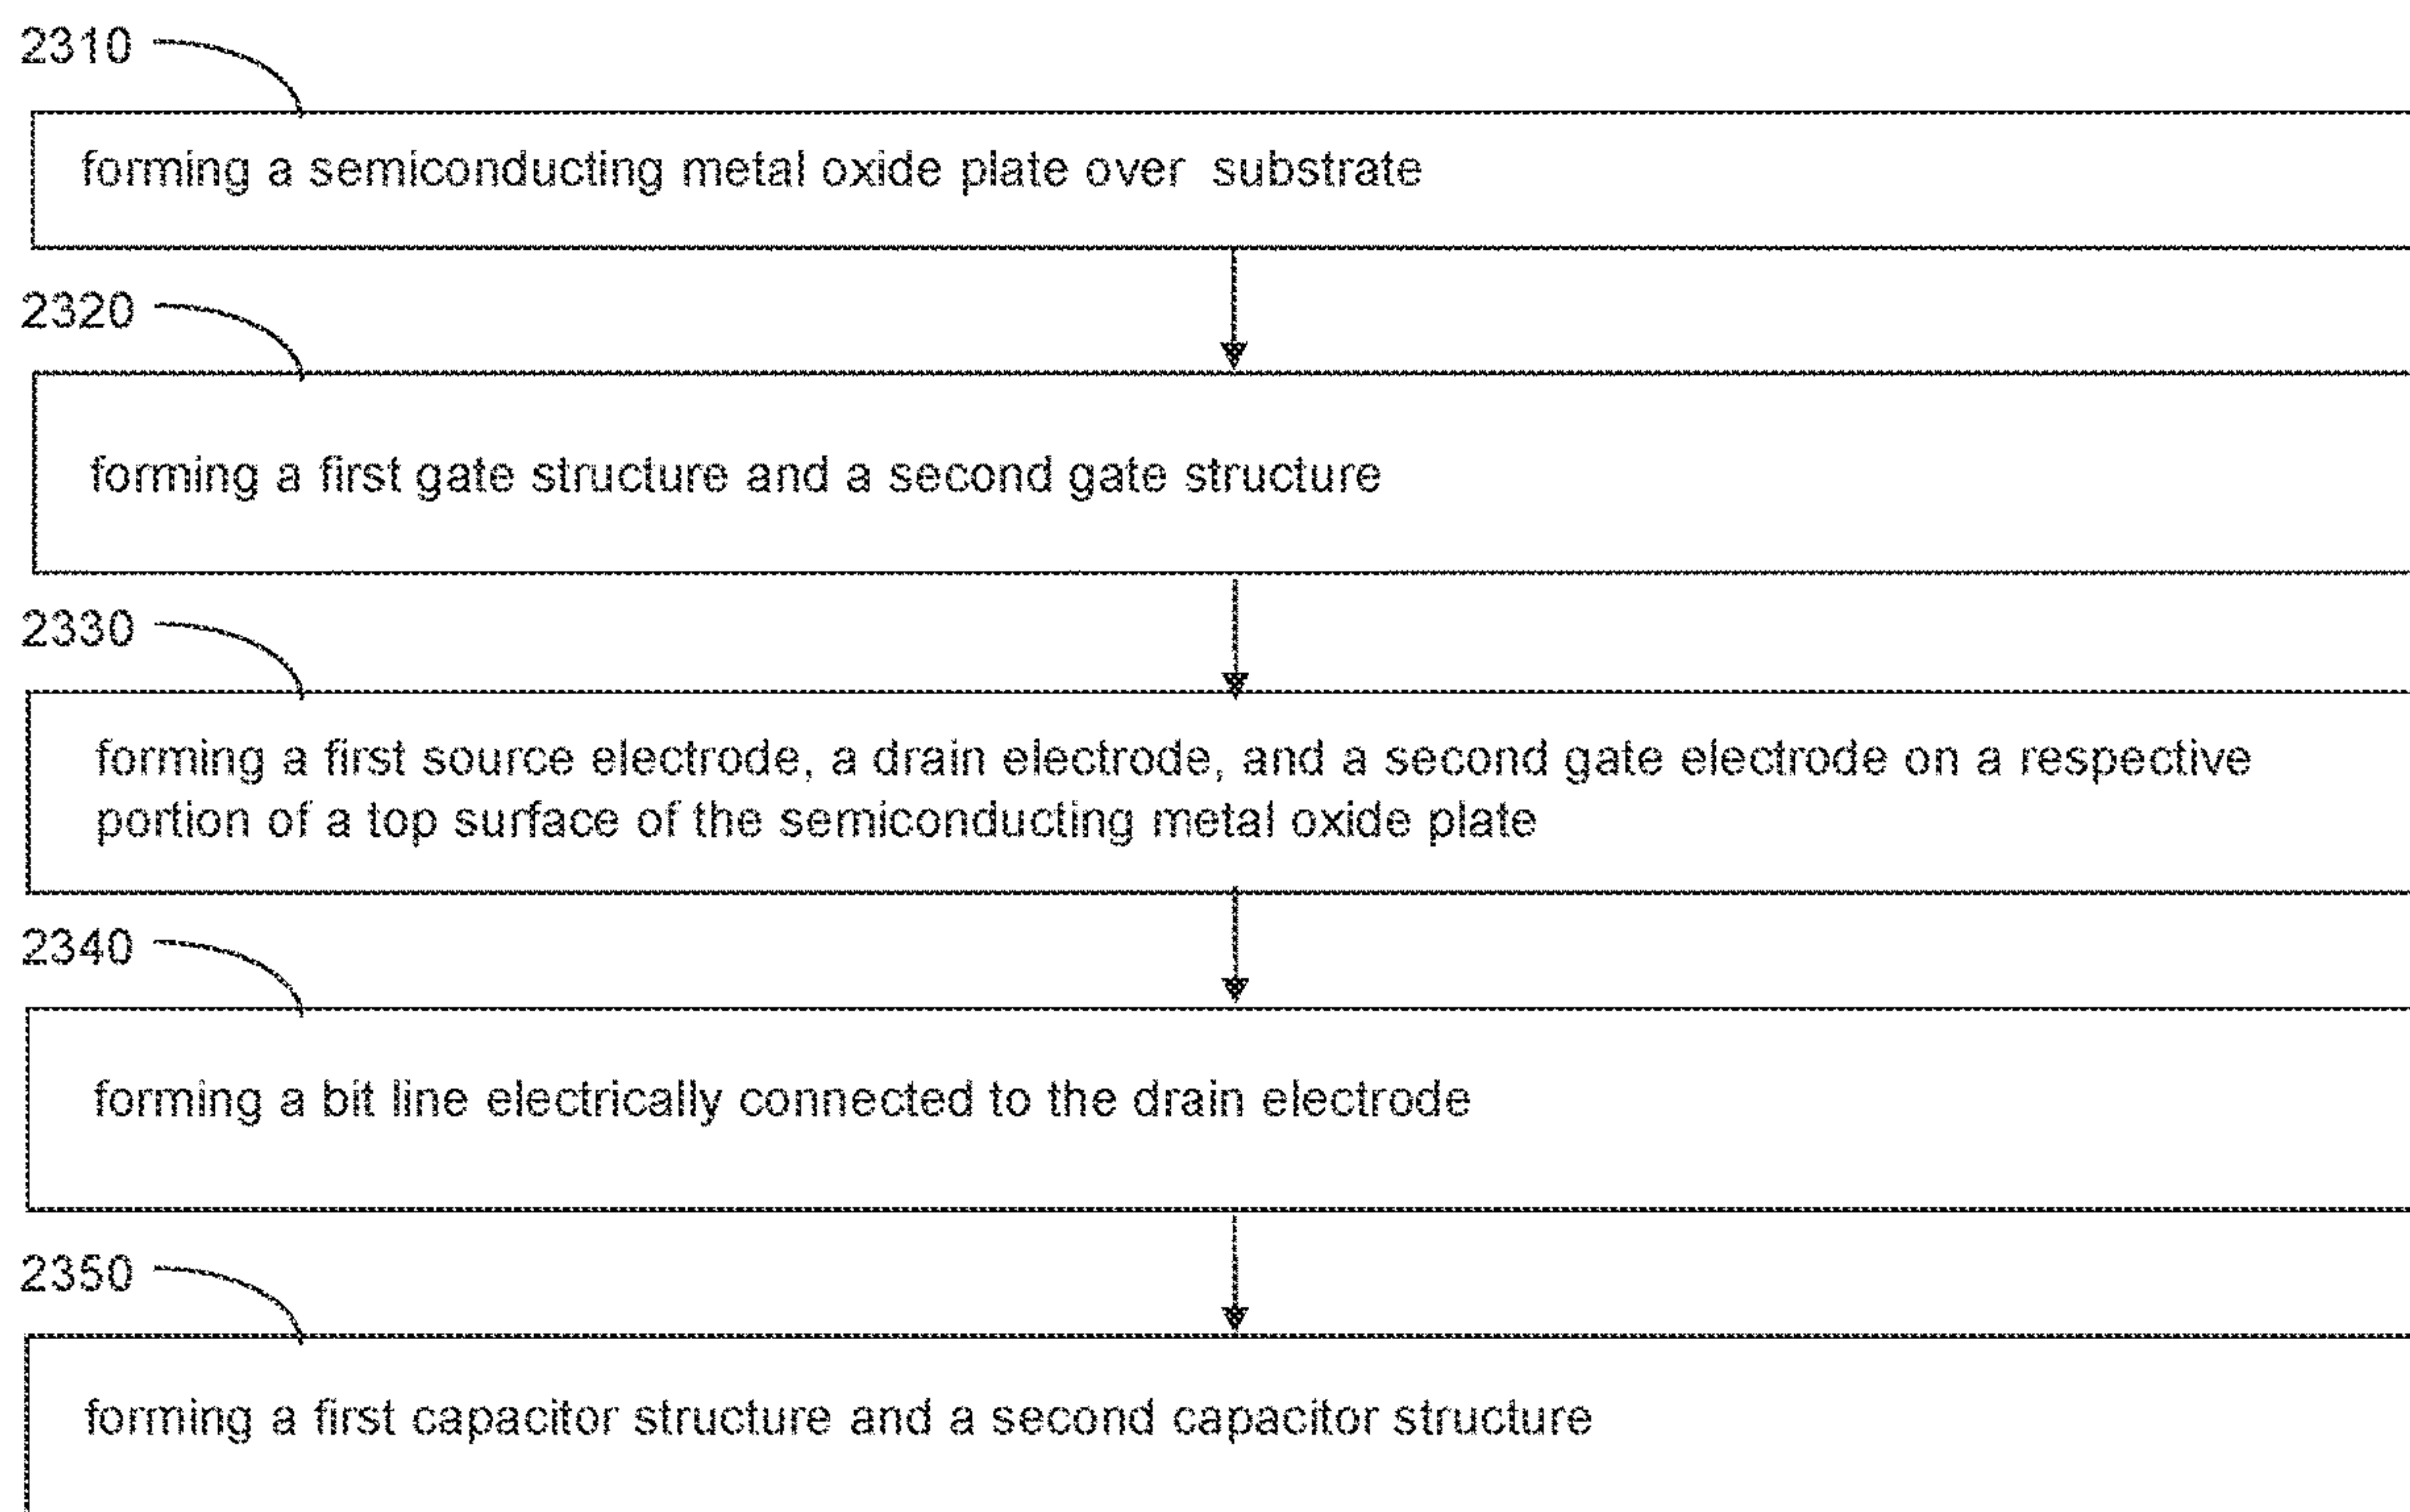 2310
forming a semiconducting metal oxide plate over substrate
2320
forming a first gate structure and a second gate structure
2330
forming a first source electrode, a drain electrode, and a second gate electrode on a respective
portion of a top surface of the semiconducting metal oxide plate
2340
forming a bit line electrically connected to the drain electrode
2350
forming a first capacitor structure and a second capacitor structure